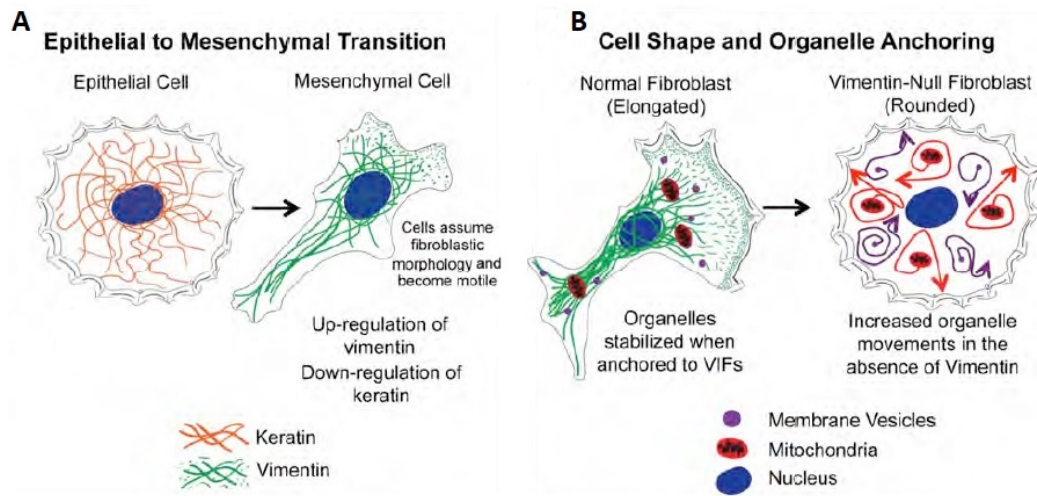 A
Epithelial to Mesenchymal Transition
Epithelial Cell
Mesenchymal Cell
Cells assume
fibroblastic
morphology and
become motile
Up-regulation of
vimentin
Down-regulation of
keratin
Keratin
Vimentin
B
Cell Shape and Organelle Anchoring
Normal Fibroblast
(Elongated)
Vimentin-Null Fibroblast
(Rounded)
Organelles
stabilized when
anchored to VIFs
Increased organelle
movements in the
absence of Vimentin
Membrane Vesicles
Mitochondria
Nucleus